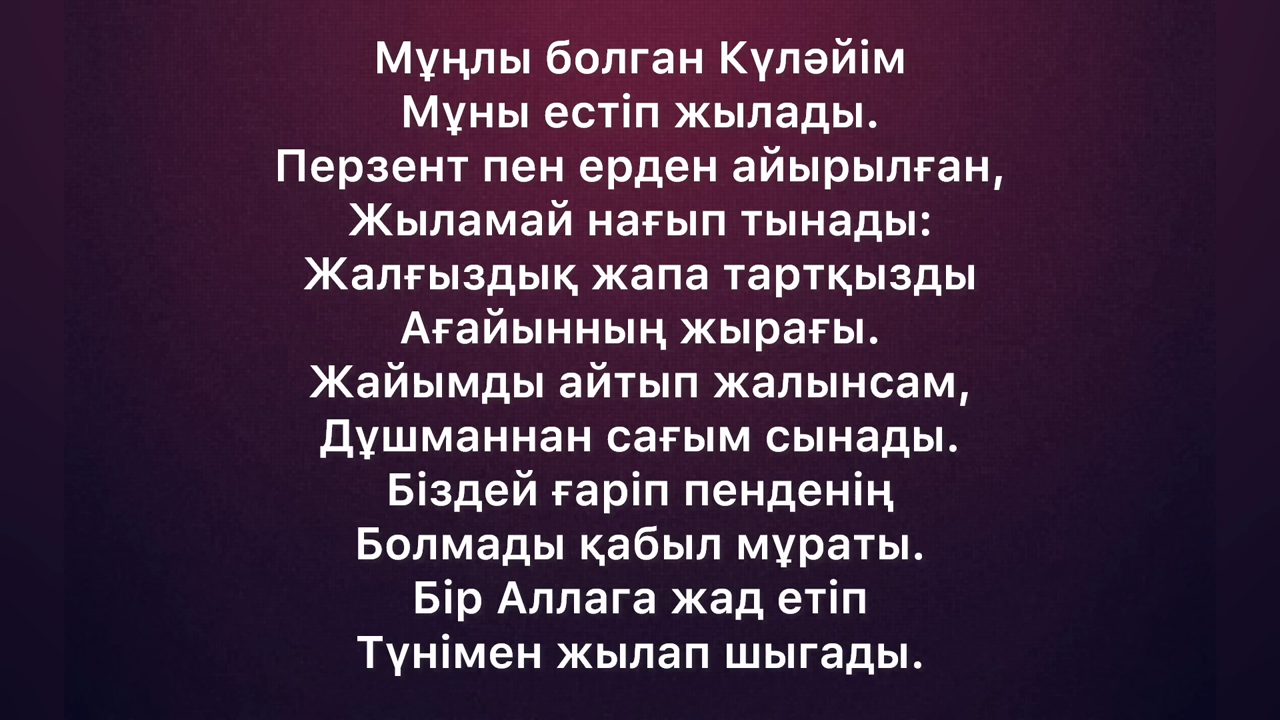 Мұңлы болган Күләйім
Мұны естіп жылады.
Перзент пен ерден айырылған,
Жыламай нағып тынады:
Жалғыздық жапа тартқызды
Ағайынның жырағы.
Жайымды айтып жалынсам,
Дұшманнан сағым сынады.
Біздей ғаріп пенденің
Болмады қабыл мұраты.
Бір Аллага жад етіп
Түнімен жылап шыгады.